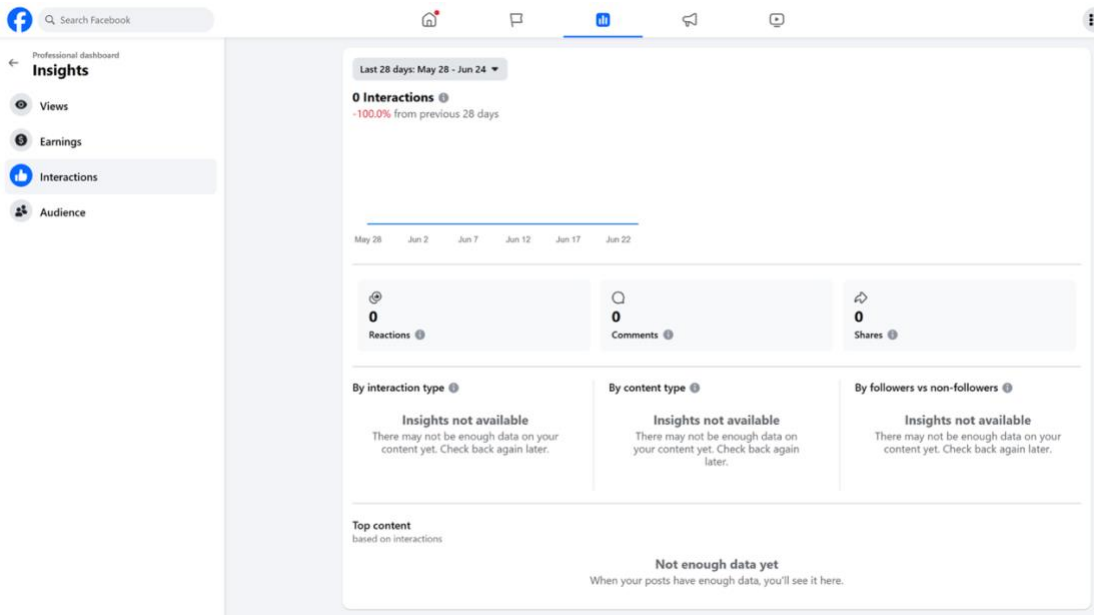 Search Facebook
Professional dashboard
Insights
Views
Earnings
Interactions
Audience
Last 28 days: May 28 - Jun 24
0 Interactions
-100.0% from previous 28 days
May 28 Jun 2 Jun 7 Jun 12 Jun 17 Jun 22
0
Reactions
0
Comments
0
Shares
By interaction type
Insights not available
There may not be enough data on your
content yet. Check back again later.
By content type
Insights not available
There may not be enough data on
your content yet. Check back again
later.
By followers vs non-followers
Insights not available
There may not be enough data on your
content yet. Check back again later.
Top content
based on interactions
Not enough data yet
When your posts have enough data, you'll see it here.